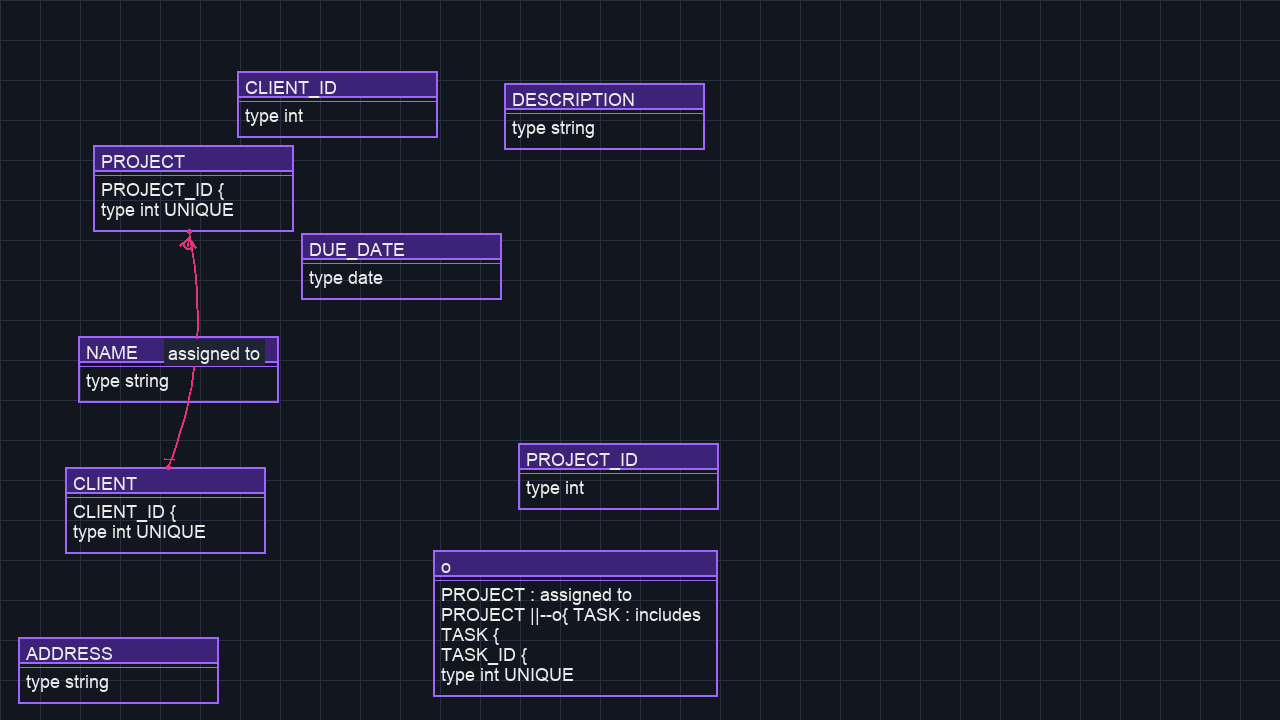 CLIENT_ID
type int
DESCRIPTION
type string
PROJECT
PROJECT_ID {
type int UNIQUE
DUE_DATE
type date
NAME
assigned to
type string
CLIENT
CLIENT_ID {
type int UNIQUE
PROJECT_ID
type int
o
PROJECT : assigned to
PROJECT ||--o{ TASK : includes
TASK {
TASK_ID {
type int UNIQUE
ADDRESS
type string